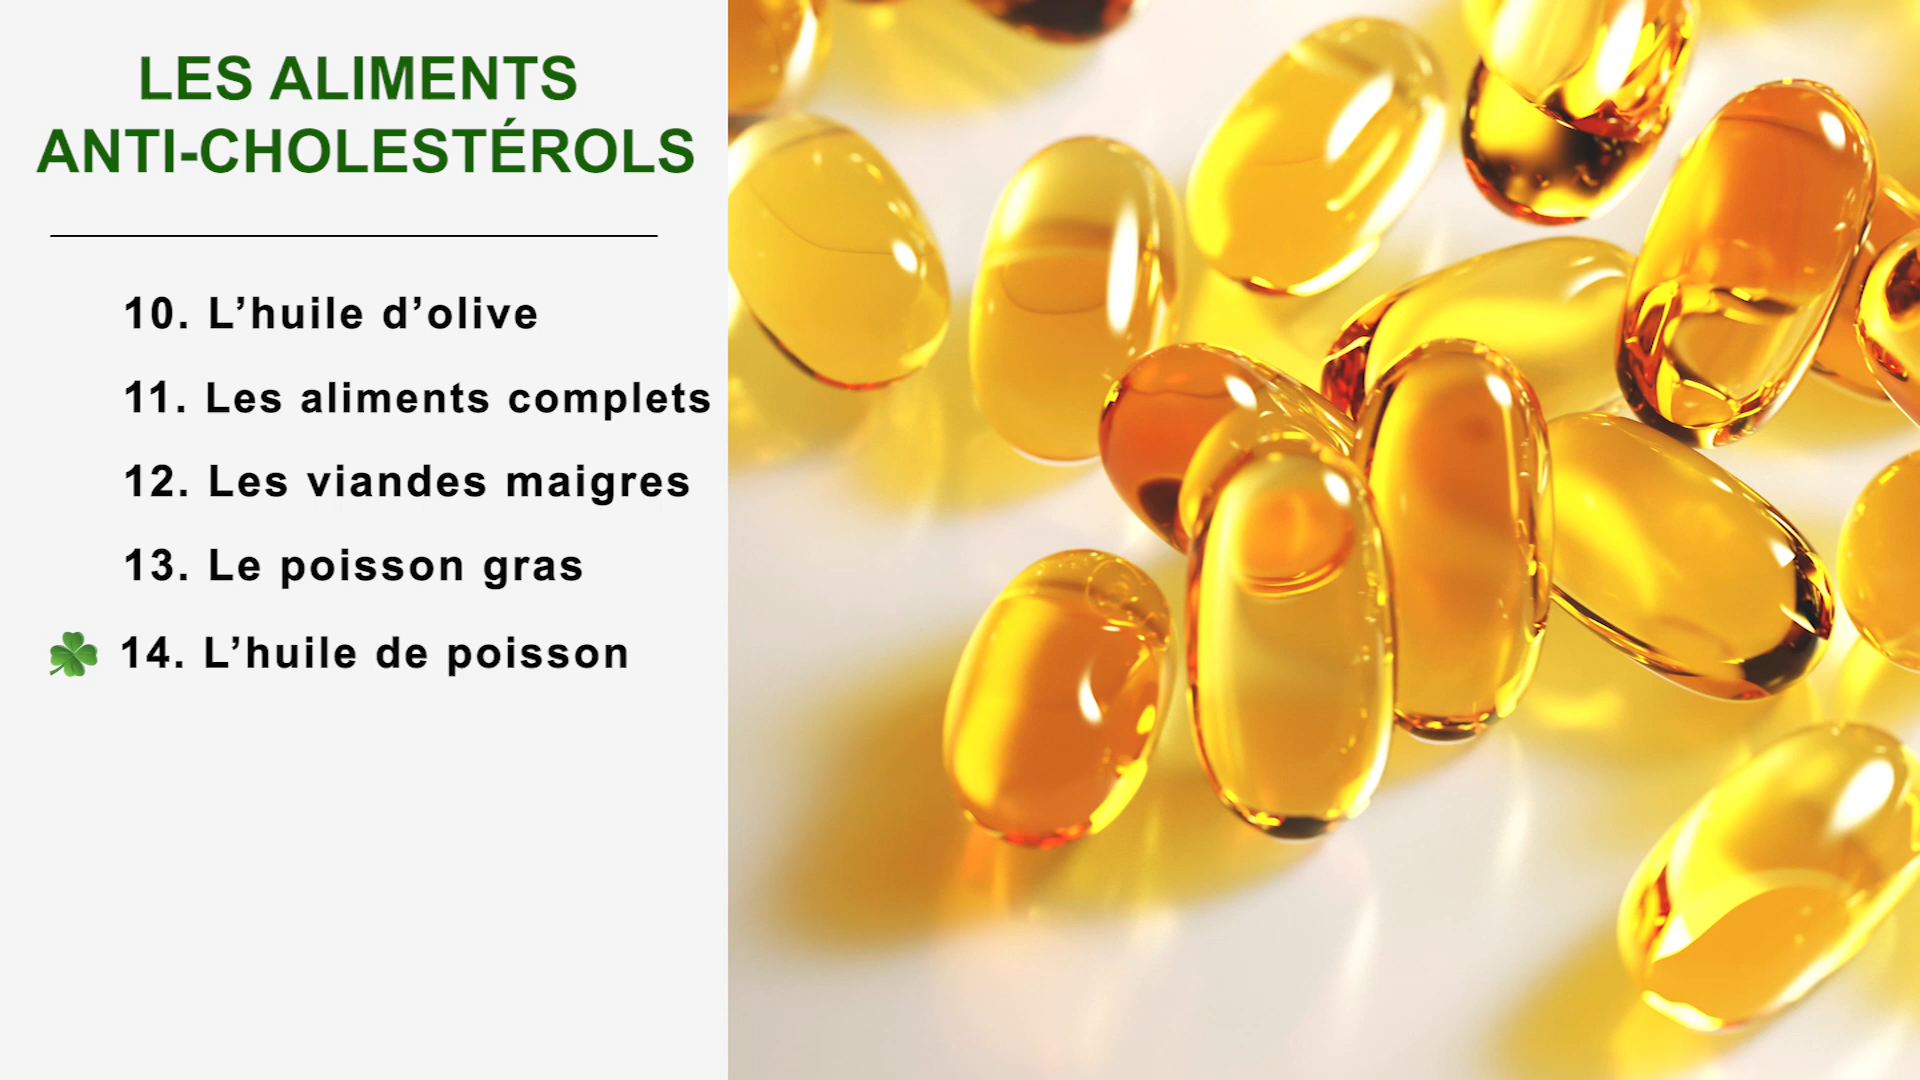 LES ALIMENTS
ANTI-CHOLESTÉROLS
10. L’huile d’olive
11. Les aliments complets
12. Les viandes maigres
13. Le poisson gras
14. L’huile de poisson